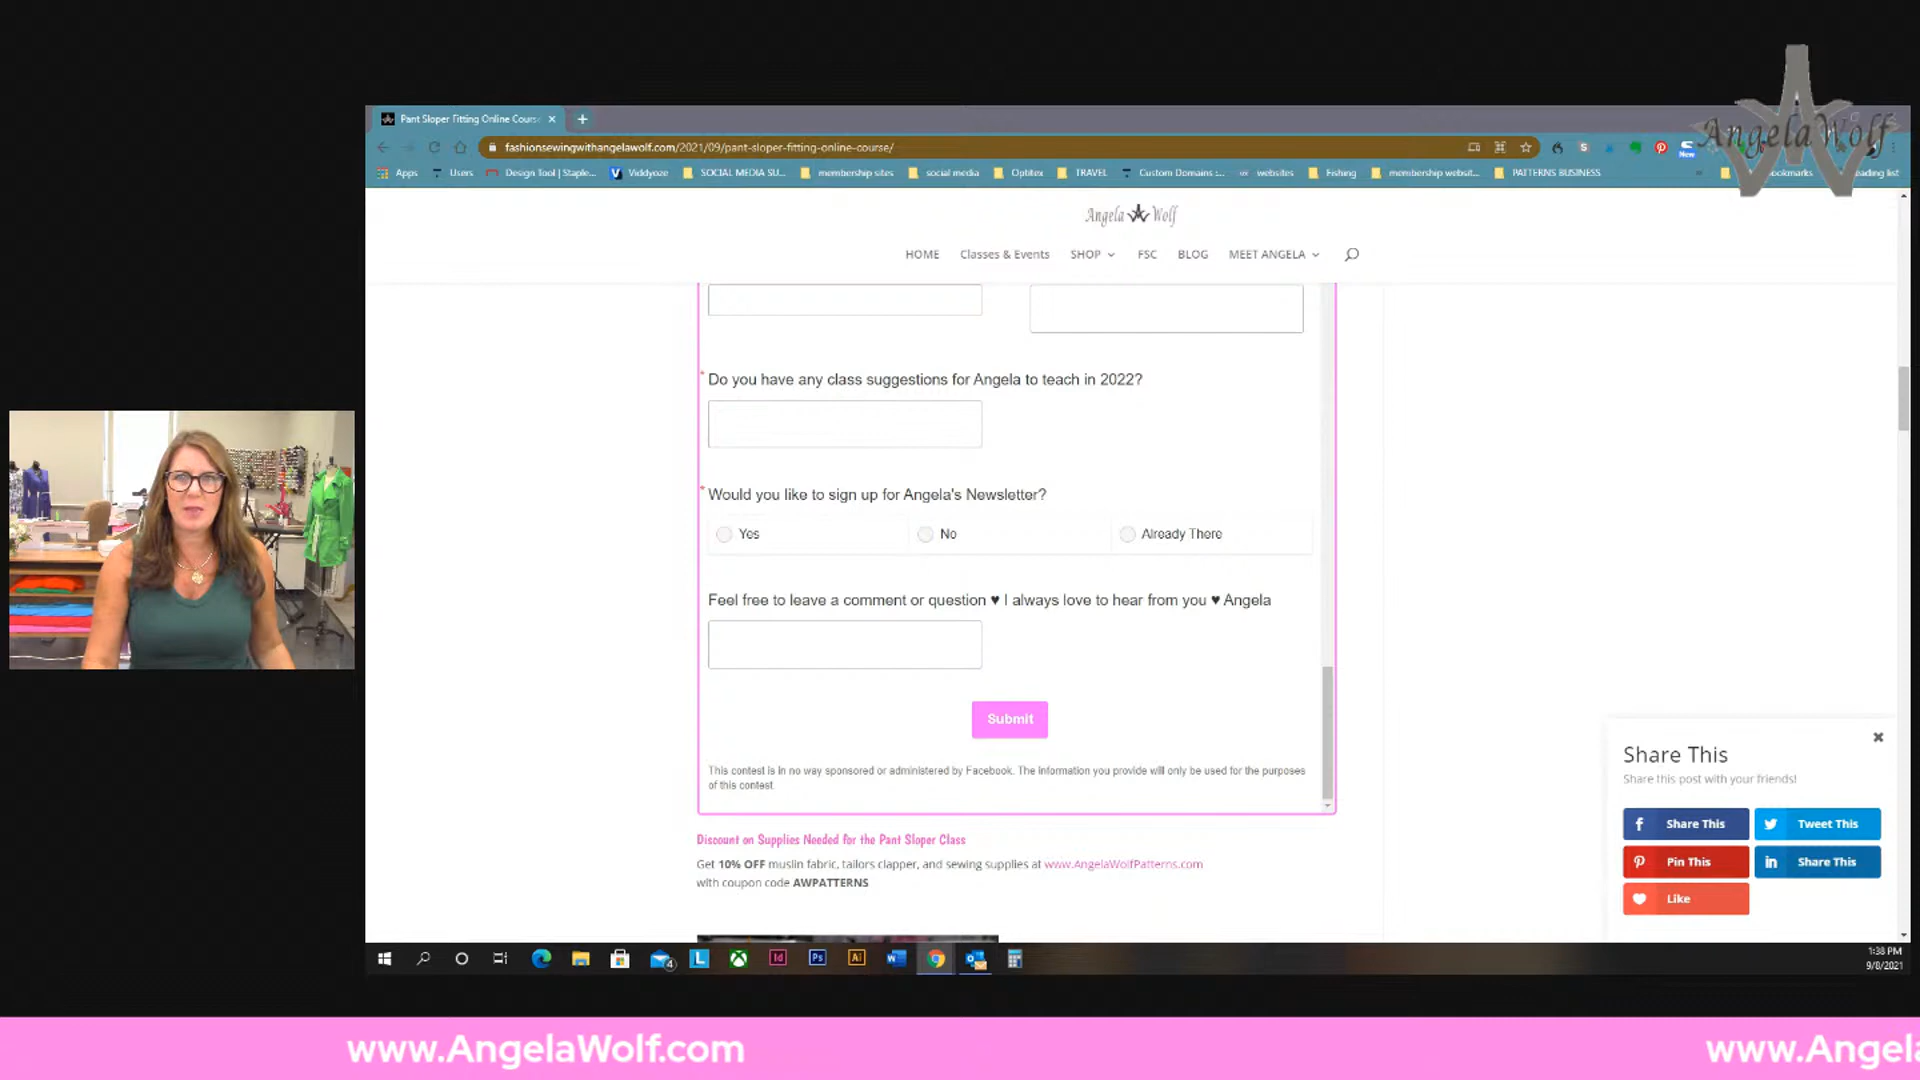 Pant Sloper Fitting Online Cours
Angela Wolf
fashionsewingwithangelawolf.com/2021/09/pant-sloper-fitting-online-course/
New
Apps
Users
Design Tool | Staple...
Viddyoze
SOCIAL MEDIA SU...
membership sites
social media
Optitex
TRAVEL
Custom Domains :...
websites
Fishing
membership websit...
PATTERNS BUSINESS
Angela Wolf
HOME
Classes & Events
SHOP
FSC
BLOG
MEET ANGELA
* Do you have any class suggestions for Angela to teach in 2022?
* Would you like to sign up for Angela's Newsletter?
Yes
No
Already There
Feel free to leave a comment or question ♥ I always love to hear from you ♥ Angela
Submit
This contest is in no way sponsored or administered by Facebook. The information you provide will only be used for the purposes
of this contest
Discount on Supplies Needed for the Pant Sloper Class
Get 10% OFF muslin fabric, tailors clapper, and sewing supplies at www.AngelaWolfPatterns.com
with coupon code AWPATTERNS
Share This
Share this post with your friends!
Share This
Tweet This
Pin This
Share This
Like
1:38 PM
9/8/2021
www.AngelaWolf.com
www.Angela